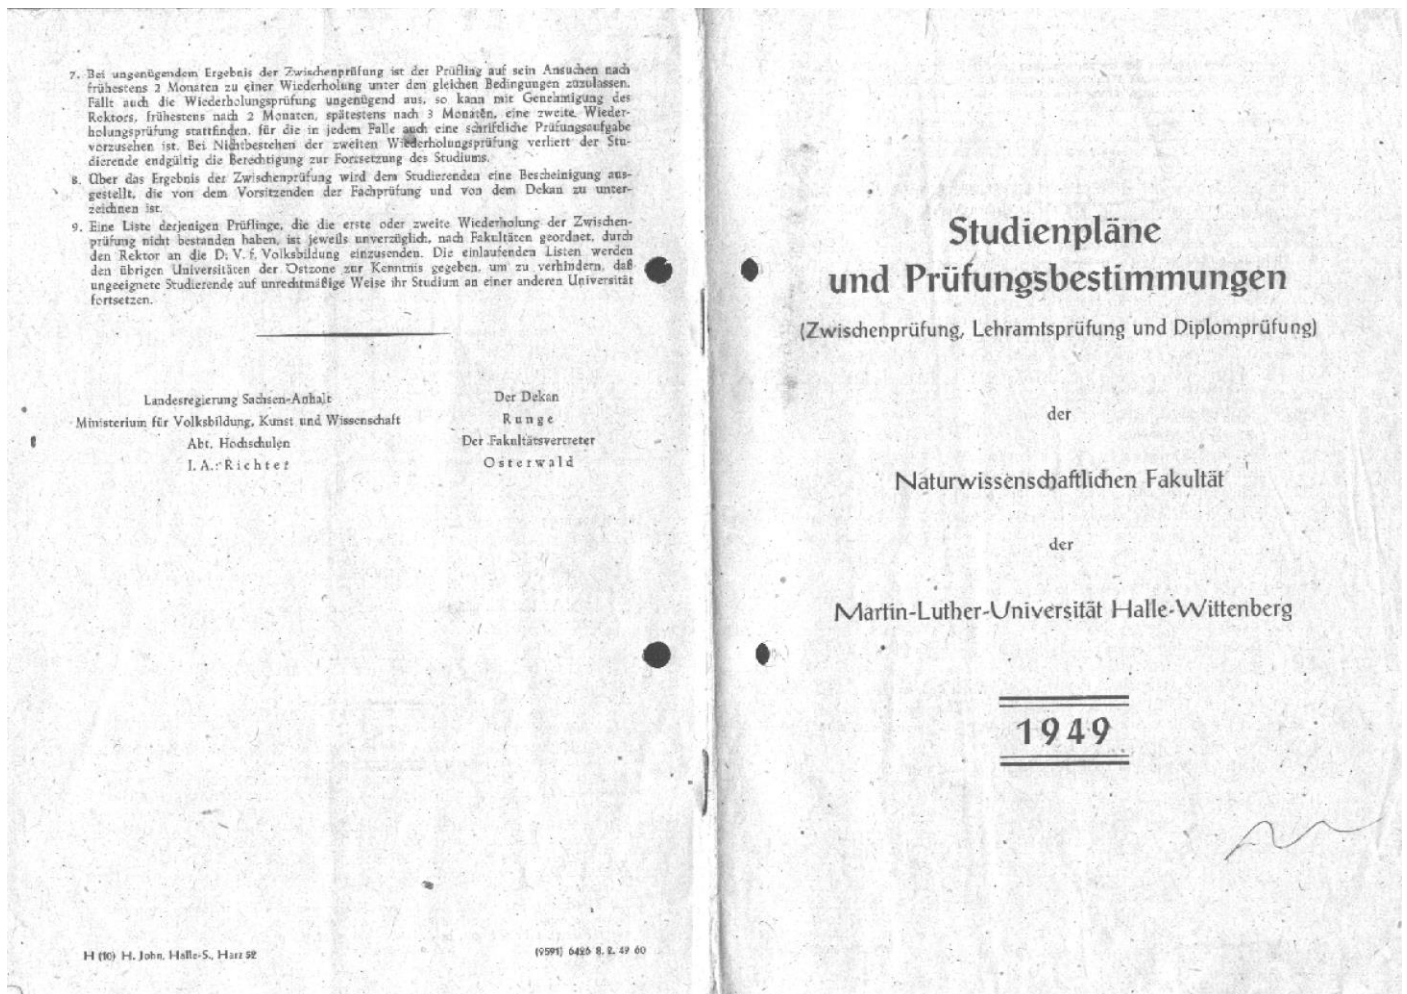 7. Bei ungenügendem Ergebnis der Zwischenprüfung ist der Prüfling auf sein Ansuchen nach
frühestens 2 Monaten zu einer Wiederholung unter den gleichen Bedingungen zuzulassen.
Fällt auch die Wiederholungsprüfung ungenügend aus, so kann mit Genehmigung des
Rektors, frühestens nach 2 Monaten, spätestens nach 3 Monaten, eine zweite Wieder-
holungsprüfung stattfinden, für die in jedem Falle auch eine schriftliche Prüfungsaufgabe
vorzusehen ist. Bei Nichtbestehen der zweiten Wiederholungsprüfung verliert der Stu-
dierende endgültig die Berechtigung zur Fortsetzung des Studiums.
8. Über das Ergebnis der Zwischenprüfung wird dem Studierenden eine Bescheinigung aus-
gestellt, die von dem Vorsitzenden der Fachprüfung und von dem Dekan zu unter-
zeichnen ist.
9. Eine Liste derjenigen Prüflinge, die die erste oder zweite Wiederholung der Zwischen-
prüfung nicht bestanden haben, ist jeweils unverzüglich, nach Fakultäten geordnet, durch
den Rektor an die D. V. f. Volksbildung einzusenden. Die einlaufenden Listen werden
den übrigen Universitäten der Ostzone zur Kenntnis gegeben, um zu verhindern, daß
ungeeignete Studierende auf unrechtmäßige Weise ihr Studium an einer anderen Universität
fortsetzen.
Landesregierung Sachsen-Anhalt
Ministerium für Volksbildung, Kunst und Wissenschaft
Abt. Hochschulen
I. A.: Richter
Der Dekan
Runge
Der Fakultätsvertreter
Osterwald
H (10) H. John, Halle-S., Harz 52
(9591) 6426 8. 2. 49 60
Studienpläne
und Prüfungsbestimmungen
(Zwischenprüfung, Lehramtsprüfung und Diplomprüfung)
der
Naturwissenschaftlichen Fakultät
der
Martin-Luther-Universität Halle-Wittenberg
1949